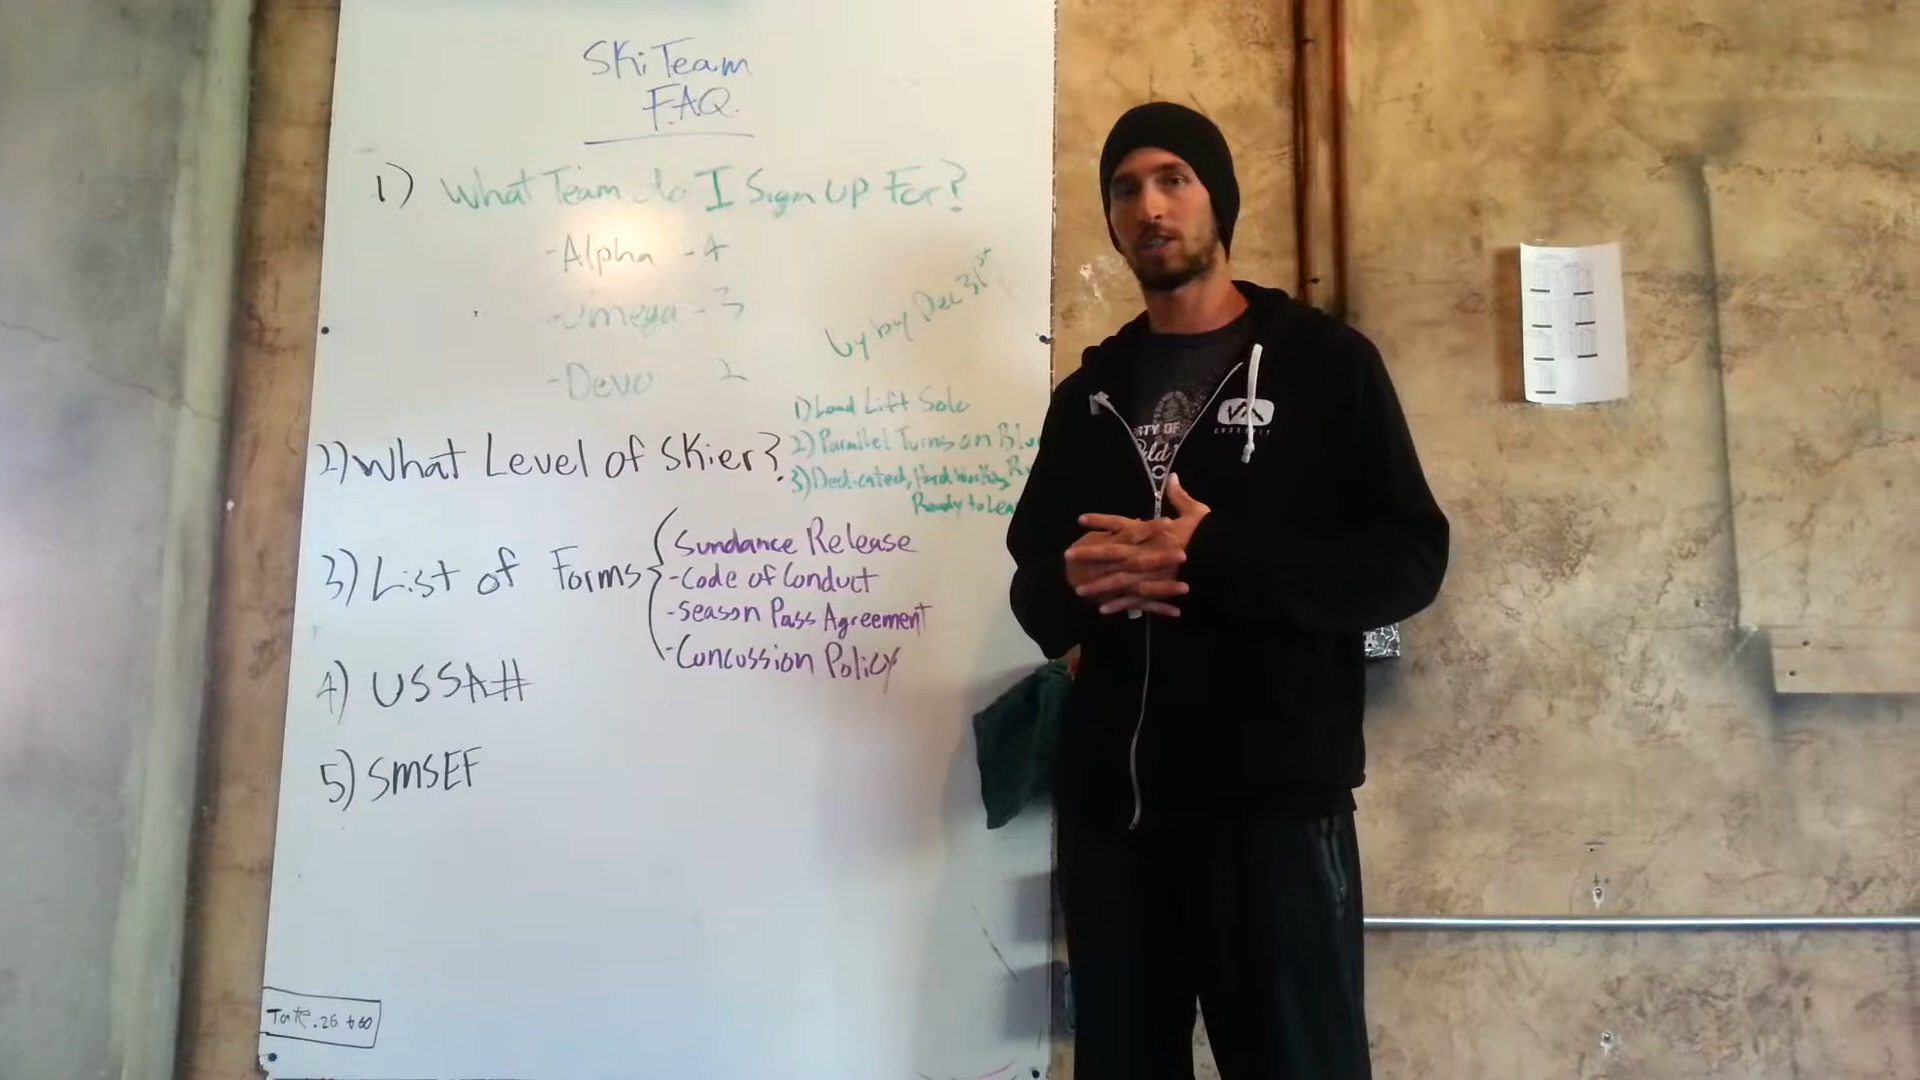 Ski Team
FAQ.
1) What Team do I Sign Up For?
-Alpha - 4
-Omega - 3
-Devo 2
by Dec 31st
1) Load Lift Solo
2) What Level of Skier?
2) Parallel Turns on
3) Dedicated, Hard Working
Ready to
3) List of Forms
Sundance Release
-Code of Conduct
-Season Pass Agreement
-Concussion Policy
4) USSA#
5) SMSEF
CROSSFIT